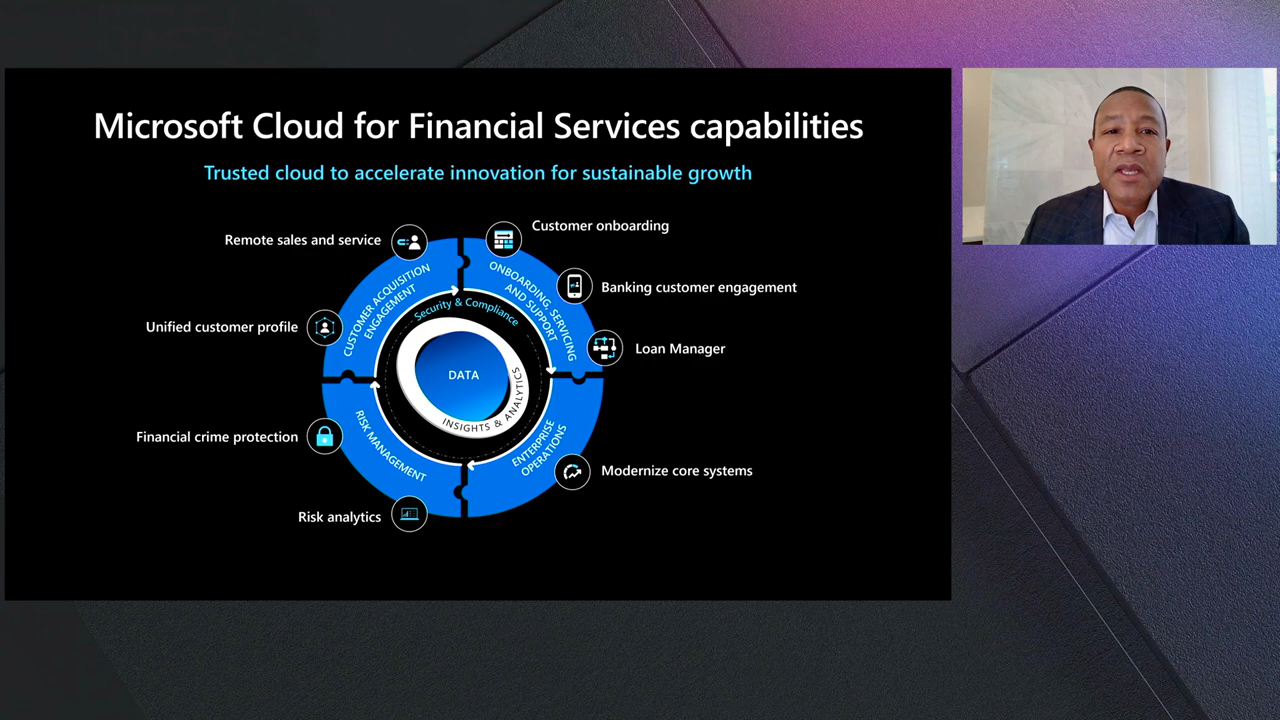 Microsoft Cloud for Financial Services capabilities
Trusted cloud to accelerate innovation for sustainable growth
Customer onboarding
Remote sales and service
Banking customer engagement
Unified customer profile
Loan Manager
Financial crime protection
Modernize core systems
Risk analytics
CUSTOMER ACQUISITION
ENGAGEMENT
ONBOARDING, SERVICING
AND SUPPORT
Security & Compliance
DATA
INSIGHTS & ANALYTICS
RISK MANAGEMENT
ENTERPRISE
OPERATIONS